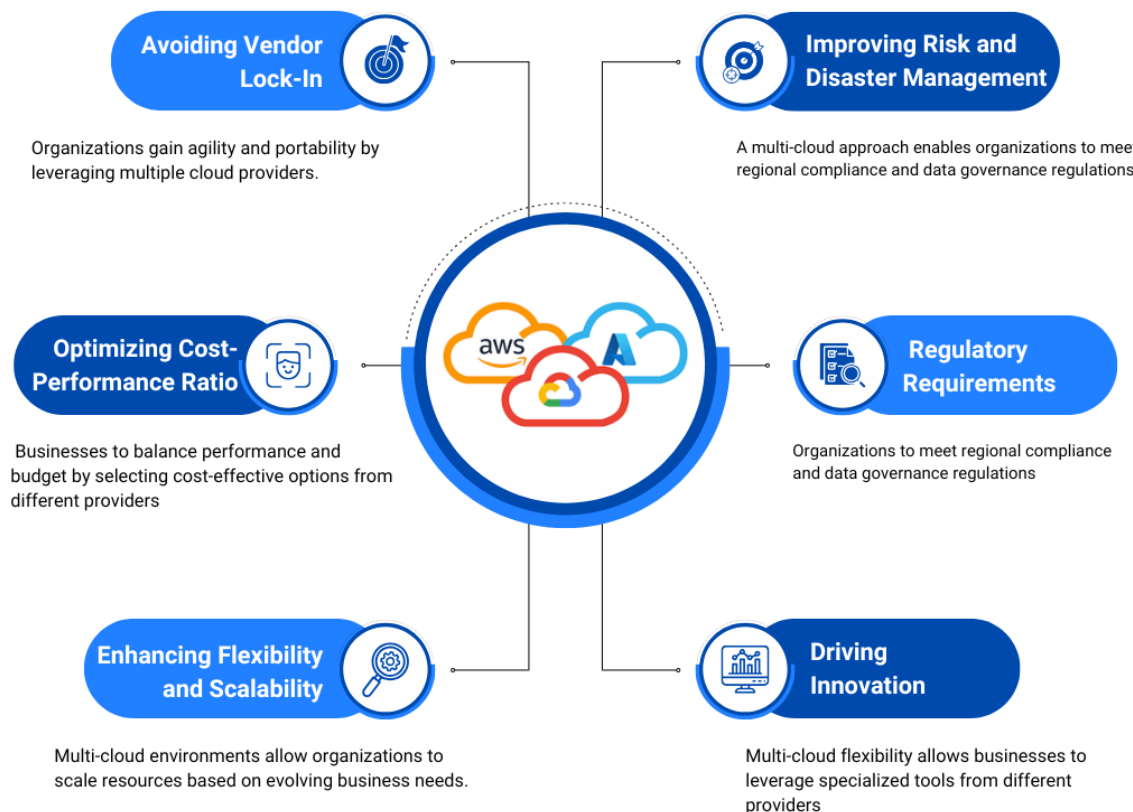 Avoiding Vendor
Lock-In
Organizations gain agility and portability by
leveraging multiple cloud providers.
Improving Risk and
Disaster Management
A multi-cloud approach enables organizations to meet
regional compliance and data governance regulations
Optimizing Cost-
Performance Ratio
Businesses to balance performance and
budget by selecting cost-effective options from
different providers
aws
Regulatory
Requirements
Organizations to meet regional compliance
and data governance regulations
Enhancing Flexibility
and Scalability
Multi-cloud environments allow organizations to
scale resources based on evolving business needs.
Driving
Innovation
Multi-cloud flexibility allows businesses to
leverage specialized tools from different
providers